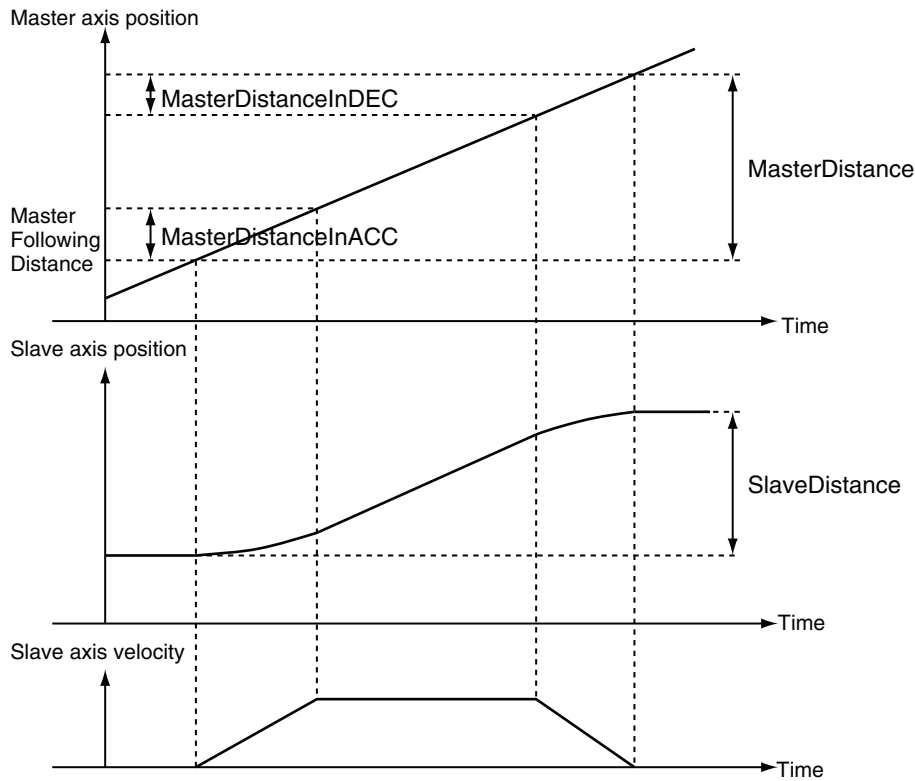 Master axis position
MasterDistanceInDEC
MasterDistance
Master
Following
Distance
MasterDistanceInACC
Time
Slave axis position
SlaveDistance
Time
Slave axis velocity
Time